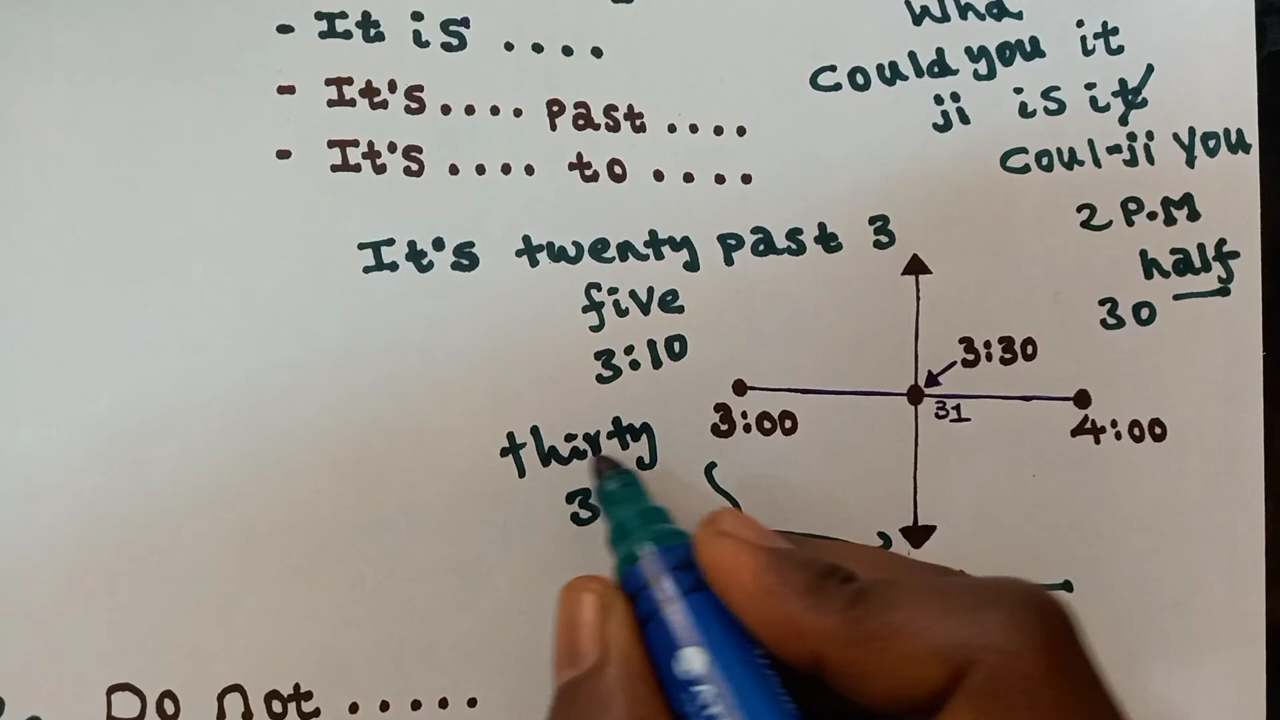 - It is ....
- It's .... past ....
- It's .... to ....
could you it
ji is it
coul-ji you
2 P.M
half
30
It's twenty past 3
five
3:10
thirty
3
3:30
31
3:00
4:00
Do not .....